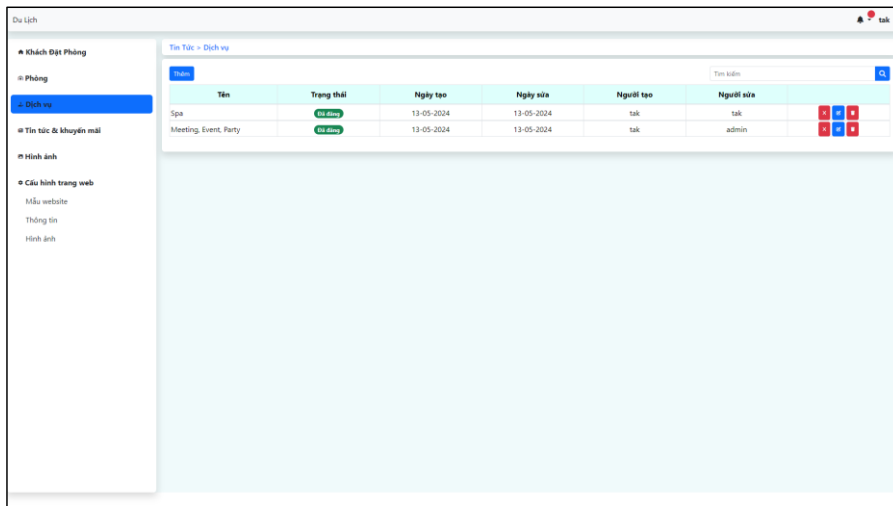 Du Lịch
tak
Khách Đặt Phòng
Phòng
Dịch vụ
Tin tức & khuyến mãi
Hình ảnh
Cấu hình trang web
Mẫu website
Thông tin
Hình ảnh
Tin Tức > Dịch vụ
Thêm
Tìm kiếm
Tên Trạng thái Ngày tạo Ngày sửa Người tạo Người sửa
Spa Đã đăng 13-05-2024 13-05-2024 tak tak
Meeting, Event, Party Đã đăng 13-05-2024 13-05-2024 tak admin